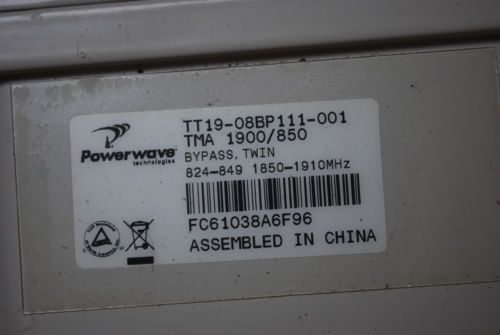 Powerwave
technologies
TT19-08BP111-001
TMA 1900/850
BYPASS, TWIN
824-849 1850-1910MHz
FC61038A6F96
ASSEMBLED IN CHINA